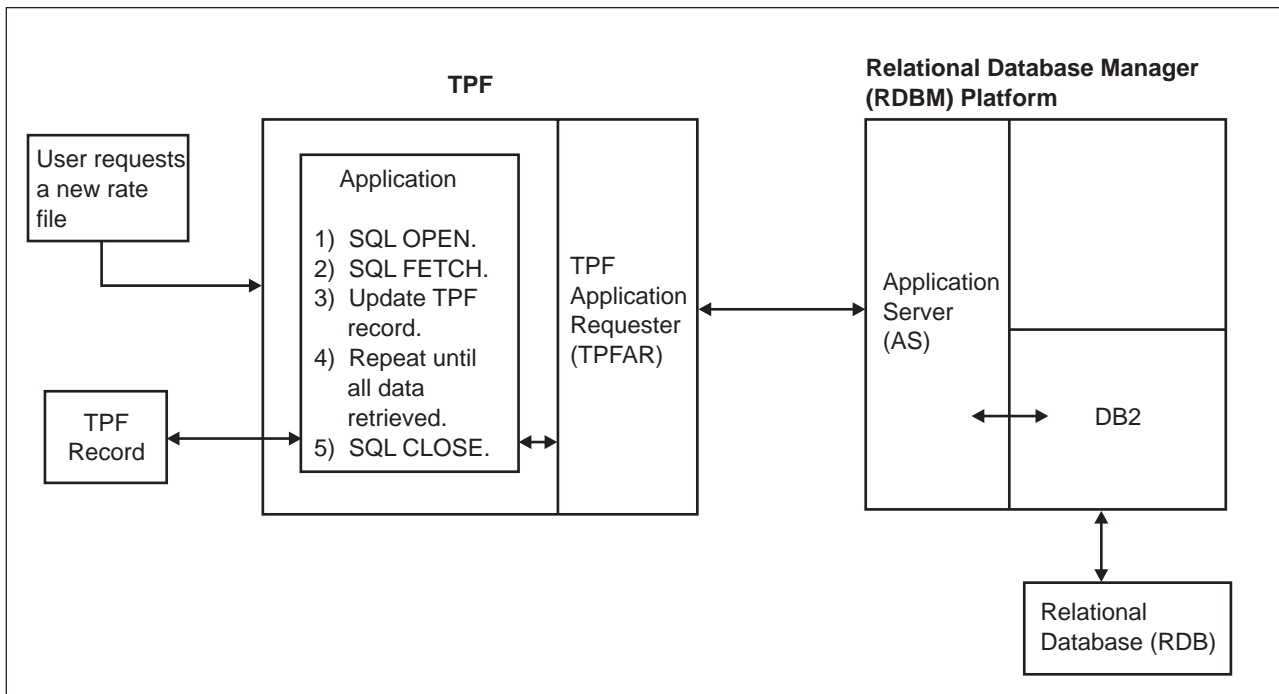 TPF
Relational Database Manager
(RDBM) Platform
User requests
a new rate
file
Application
1) SQL OPEN.
2) SQL FETCH.
3) Update TPF
record.
4) Repeat until
all data
retrieved.
5) SQL CLOSE.
TPF
Application
Requester
(TPFAR)
Application
Server
(AS)
TPF
Record
DB2
Relational
Database (RDB)